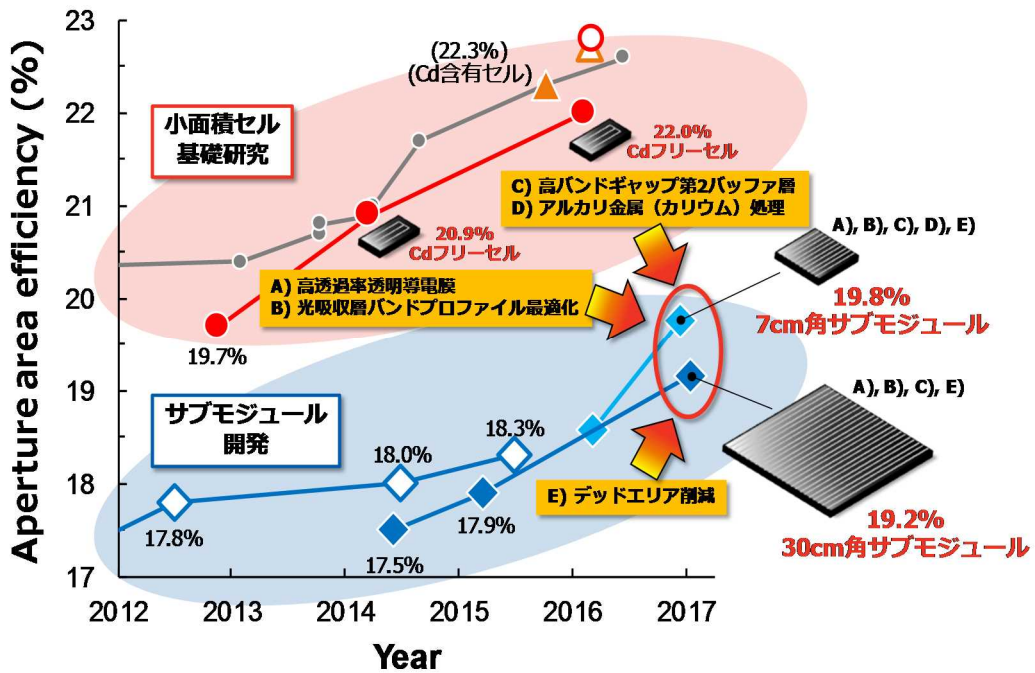 Aperture area efficiency (%)
23
22
21
20
19
18
17
2012
2013
2014
2015
2016
2017
Year
小面積セル
基礎研究
(22.3%)
(Cd含有セル)
22.0%
Cdフリーセル
20.9%
Cdフリーセル
19.7%
C) 高バンドギャップ第2バッファ層
D) アルカリ金属（カリウム）処理
A) 高透過率透明導電膜
B) 光吸収層バンドプロファイル最適化
A), B), C), D), E)
19.8%
7cm角サブモジュール
サブモジュール
開発
17.8%
18.0%
18.3%
17.5%
17.9%
E) デッドエリア削減
A), B), C), E)
19.2%
30cm角サブモジュール